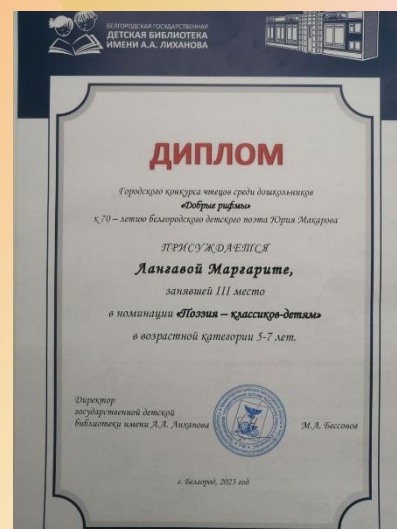 БЕЛГОРОДСКАЯ ГОСУДАРСТВЕННАЯ
ДЕТСКАЯ БИБЛИОТЕКА
ИМЕНИ А.А. ЛИХАНОВА
ДИПЛОМ
Городского конкурса чтецов среди дошкольников
«Добрые рифмы»
к 70 – летию белгородского детского поэта Юрия Макарова
ПРИСУЖДАЕТСЯ
Лангавой Маргарите,
занявшей III место
в номинации «Поэзия – классиков-детям»
в возрастной категории 5-7 лет.
Директор
государственной детской
библиотеки имени А.А. Лиханова
М.А. Бессонов
г. Белгород, 2023 год